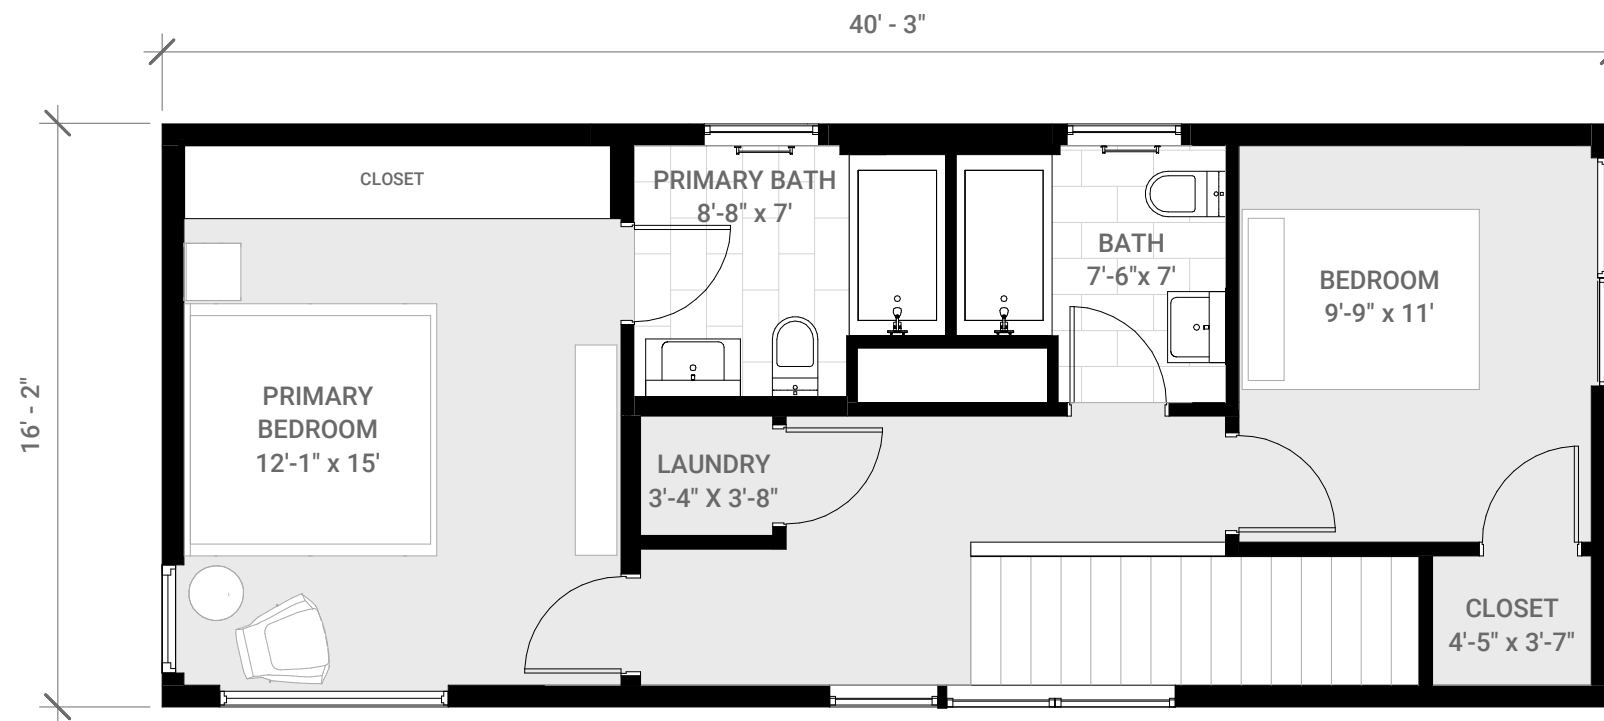 40' - 3"
16' - 2"
CLOSET
PRIMARY BATH
8'-8" x 7'
BATH
7'-6"x 7'
BEDROOM
9'-9" x 11'
PRIMARY
BEDROOM
12'-1" x 15'
LAUNDRY
3'-4" X 3'-8"
CLOSET
4'-5" x 3'-7"